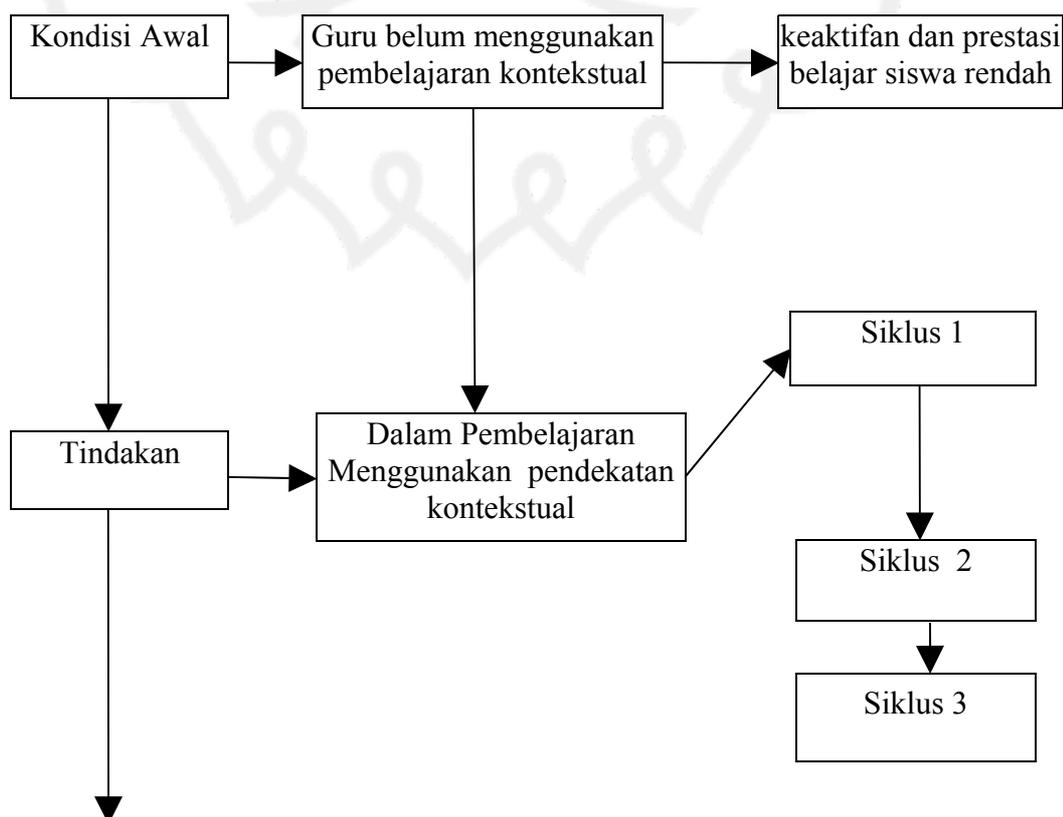 Kondisi Awal
Guru belum menggunakan
pembelajaran kontekstual
keaktifan dan prestasi
belajar siswa rendah
Siklus 1
Tindakan
Dalam Pembelajaran
Menggunakan  pendekatan
kontekstual
Siklus  2
Siklus 3